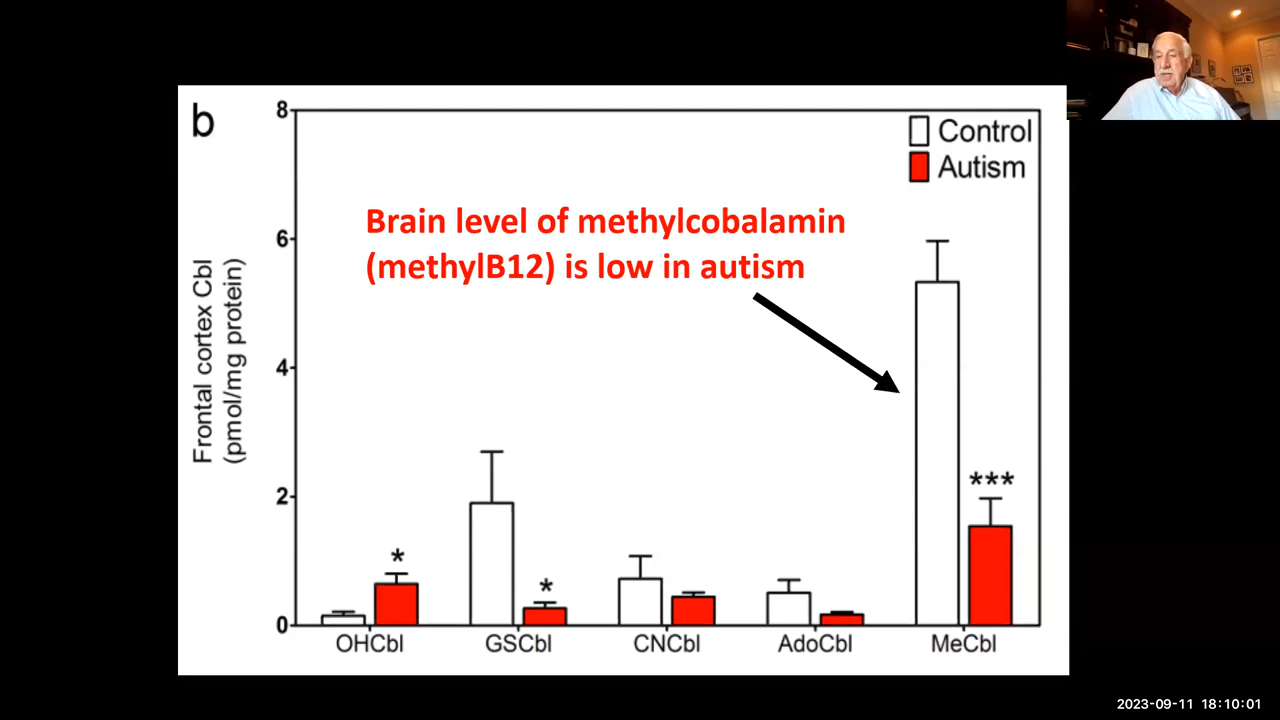 b
8
6
4
2
0
Frontal cortex Cbl
(pmol/mg protein)
Control
Autism
Brain level of methylcobalamin
(methylB12) is low in autism
*
*
***
OHCbl
GSCbl
CNCbl
AdoCbl
MeCbl
2023-09-11 18:10:01